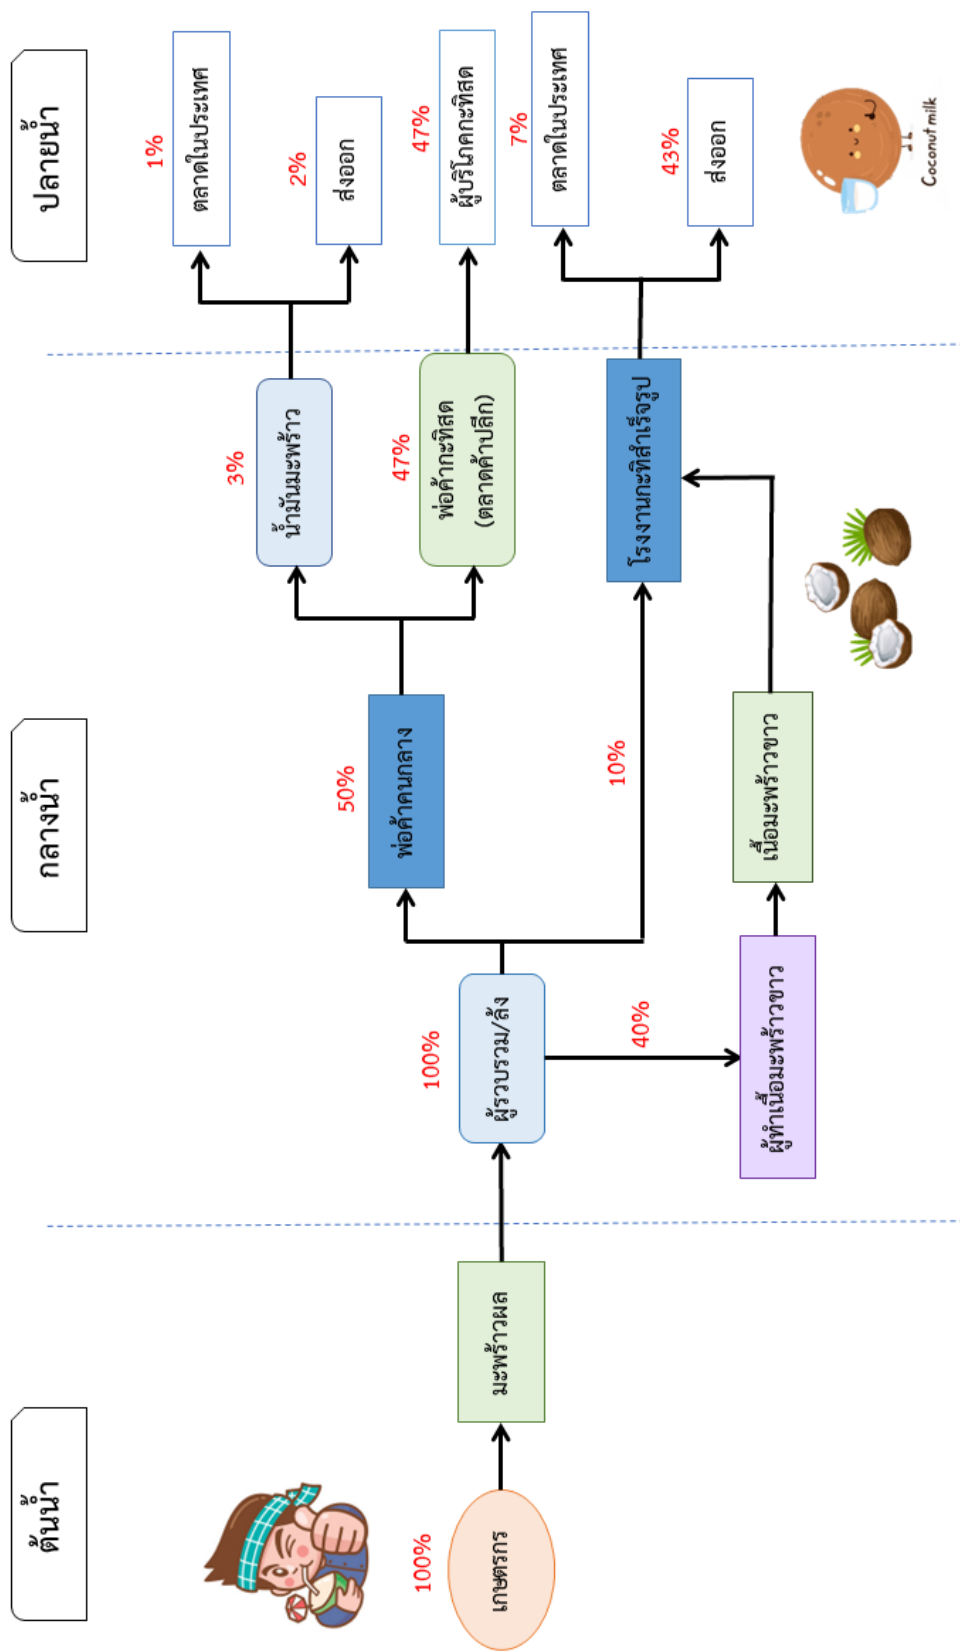 ต้นน้ำ
กลางน้ำ
ปลายน้ำ
100%
เกษตรกร
มะพร้าวผล
100%
ผู้รวบรวม/ล้ง
50%
พ่อค้าคนกลาง
10%
40%
ผู้ทำเนื้อมะพร้าวขาว
เนื้อมะพร้าวขาว
3%
น้ำมันมะพร้าว
47%
พ่อค้ากะทิสด
(ตลาดค้าปลีก)
โรงงานกะทิสำเร็จรูป
1%
ตลาดในประเทศ
2%
ส่งออก
47%
ผู้บริโภคกะทิสด
7%
ตลาดในประเทศ
43%
ส่งออก
Coconut milk